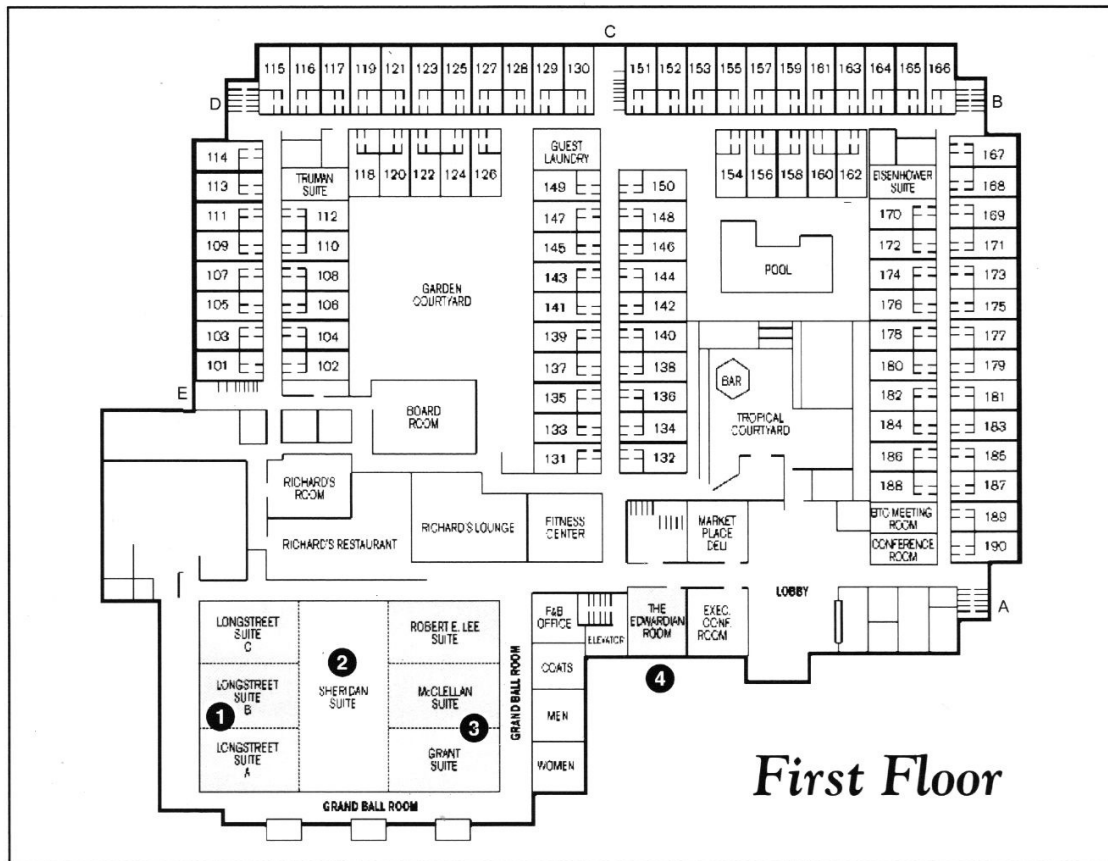 C
115 116 117 119 121 123 125 127 128 129 130 151 152 153 155 157 159 161 163 164 165 166
D B
114
113
111
109
107
105
103
101
TRUMAN
SUITE
112
110
108
106
104
102
118 120 122 124 126
GUEST
LAUNDRY
149
147
145
143
141
139
137
135
133
131
150
148
146
144
142
140
138
136
134
132
154 156 158 160 162
EISENHOWER
SUITE
170
172
174
176
178
180
182
184
186
188
167
168
169
171
173
175
177
179
181
183
185
187
189
190
GARDEN
COURTYARD
POOL
BAR
TROPICAL
COURTYARD
E
BOARD
ROOM
RICHARD'S
ROOM
RICHARD'S RESTAURANT
RICHARD'S LOUNGE
FITNESS
CENTER
MARKET
PLACE
DELI
BTC MEETING
ROOM
CONFERENCE
ROOM
LOBBY
A
LONGSTREET
SUITE
C
LONGSTREET
SUITE
B
1
LONGSTREET
SUITE
A
2
SHERIDAN
SUITE
ROBERT E. LEE
SUITE
McCLELLAN
SUITE
3
GRANT
SUITE
GRAND BALL ROOM
GRAND BALL ROOM
F&B
OFFICE
ELEVATOR
COATS
MEN
WOMEN
THE
EDWARDIAN
ROOM
EXEC.
CONF.
ROOM
4
First Floor